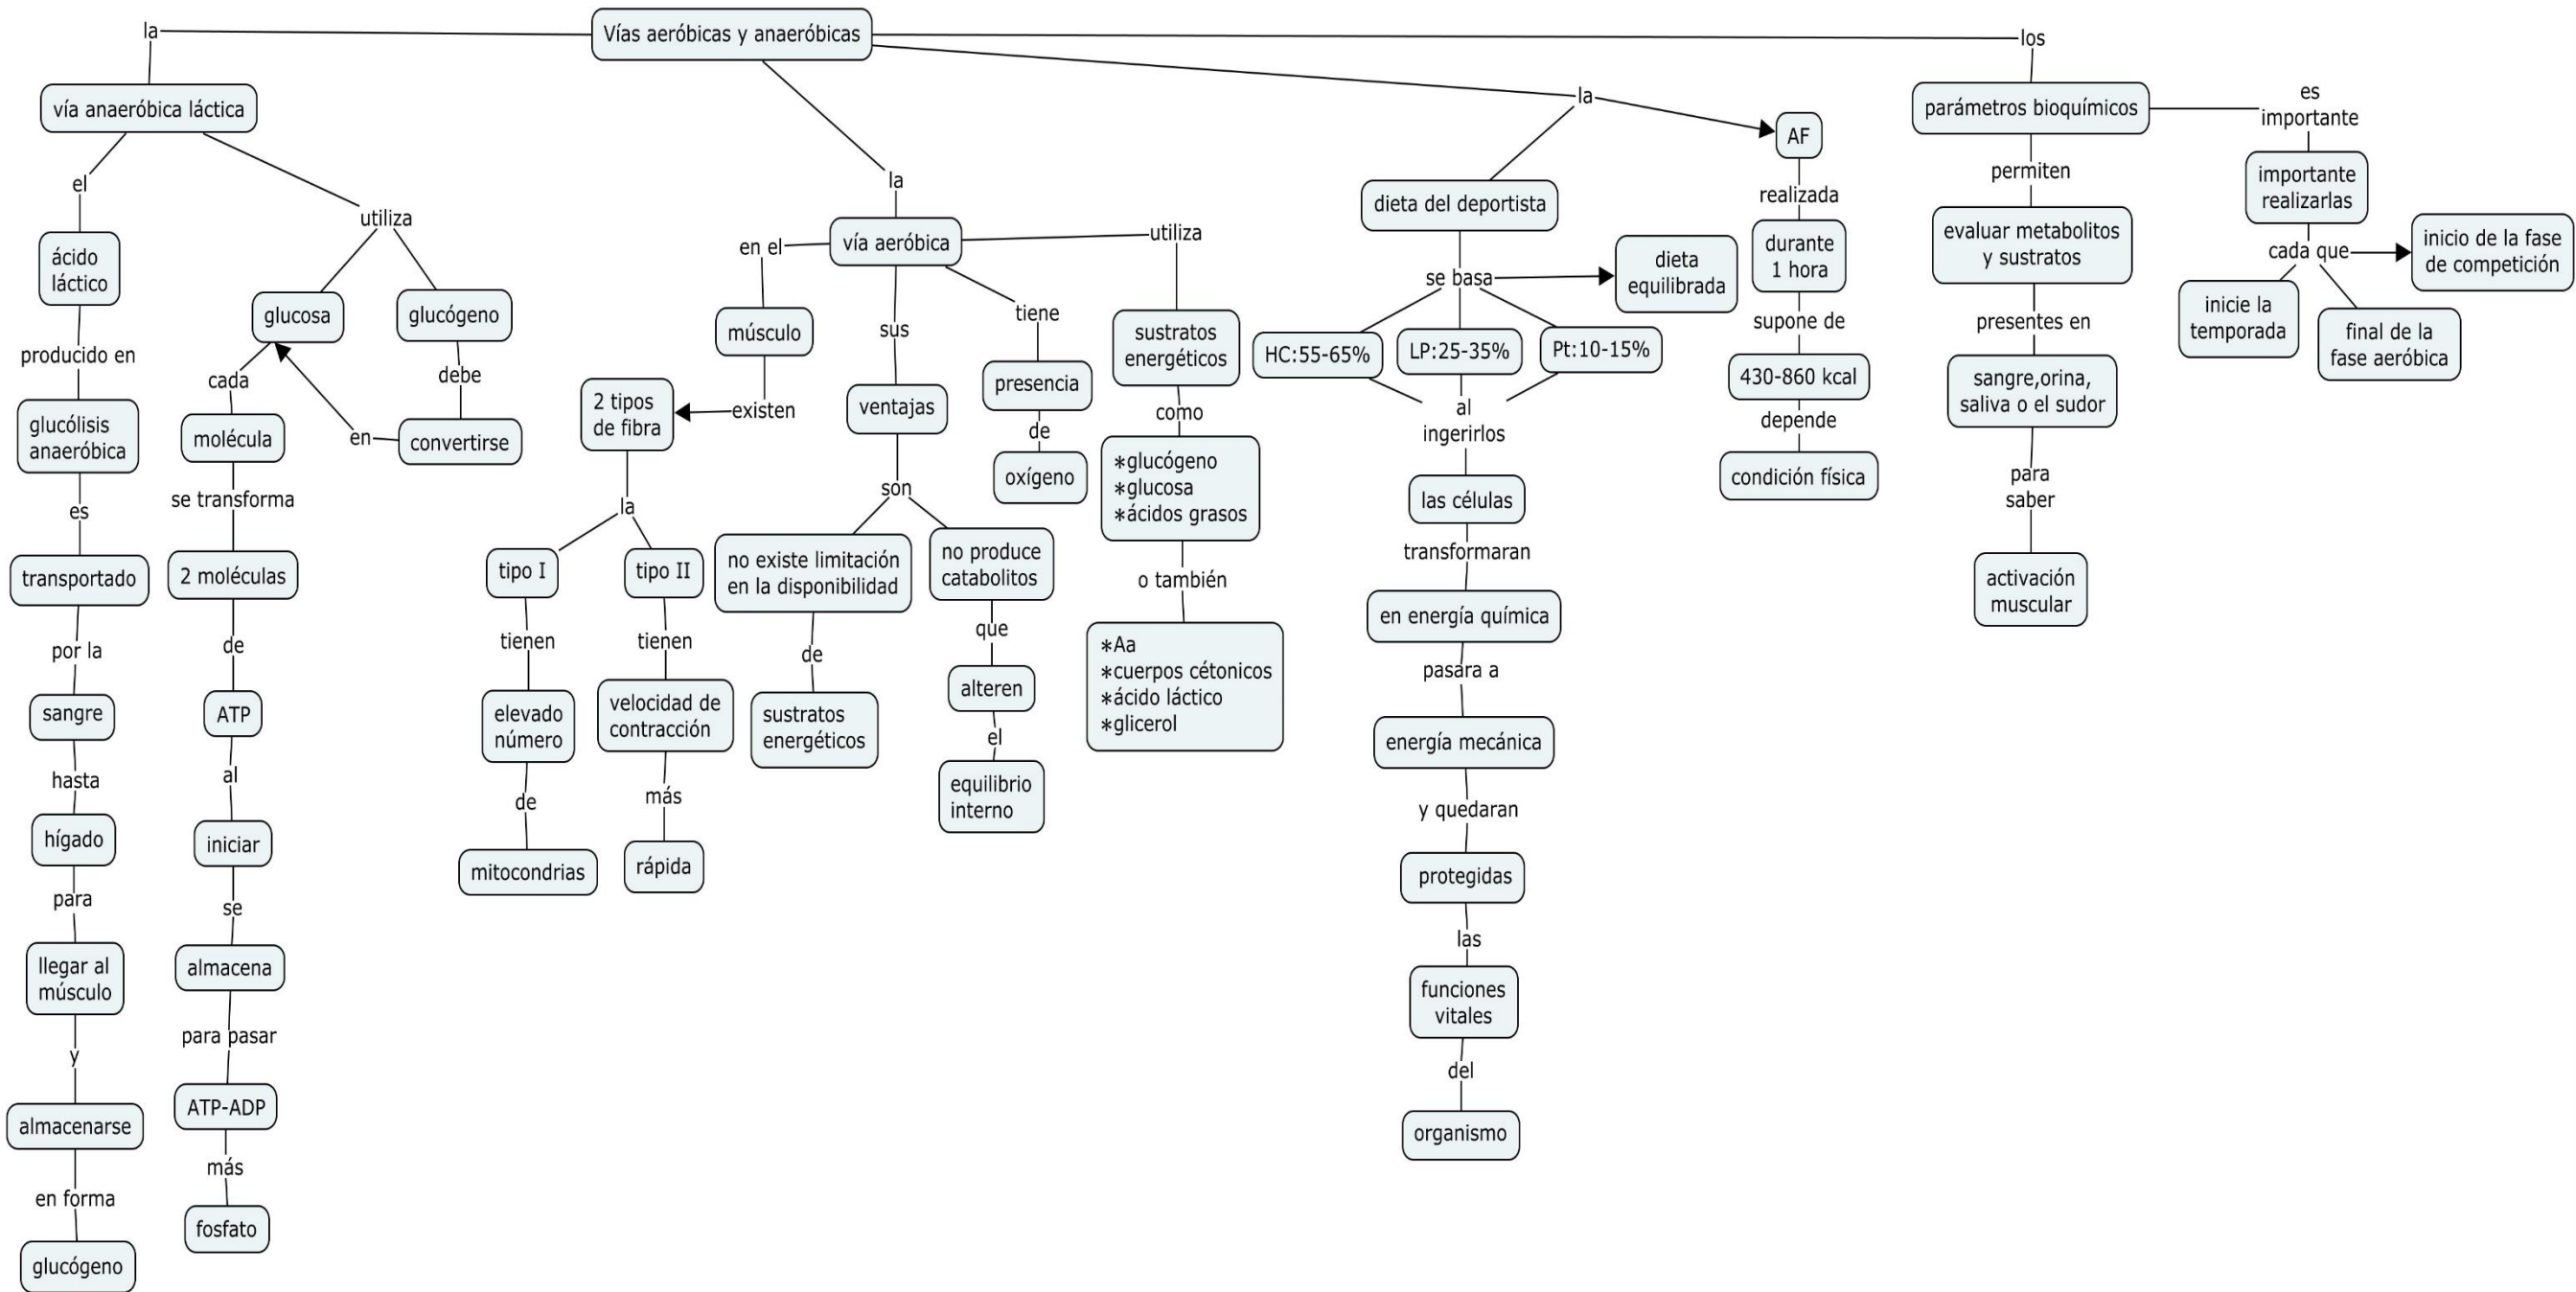 Vías aeróbicas y anaeróbicas
la
vía anaeróbica láctica
el
ácido
láctico
producido en
glucólisis
anaeróbica
es
transportado
por la
sangre
hasta
hígado
para
llegar al
músculo
y
almacenarse
en forma
glucógeno
utiliza
glucosa
cada
molécula
se transforma
2 moléculas
de
ATP
al
iniciar
se
almacena
para pasar
ATP-ADP
más
fosfato
glucógeno
debe
convertirse
en
la
vía aeróbica
en el
músculo
existen
2 tipos
de fibra
la
tipo I
tienen
elevado
número
de
mitocondrias
tipo II
tienen
velocidad de
contracción
más
rápida
sus
ventajas
son
no existe limitación
en la disponibilidad
de
sustratos
energéticos
no produce
catabolitos
que
alteren
el
equilibrio
interno
tiene
presencia
de
oxígeno
utiliza
sustratos
energéticos
como
*glucógeno
*glucosa
*ácidos grasos
o también
*Aa
*cuerpos cétonicos
*ácido láctico
*glicerol
la
dieta del deportista
se basa
dieta
equilibrada
HC:55-65%
LP:25-35%
Pt:10-15%
al
ingerirlos
las células
transformaran
en energía química
pasara a
energía mecánica
y quedaran
protegidas
las
funciones
vitales
del
organismo
AF
realizada
durante
1 hora
supone de
430-860 kcal
depende
condición física
los
parámetros bioquímicos
permiten
evaluar metabolitos
y sustratos
presentes en
sangre,orina,
saliva o el sudor
para
saber
activación
muscular
es
importante
importante
realizarlas
cada que
inicio de la fase
de competición
inicie la
temporada
final de la
fase aeróbica